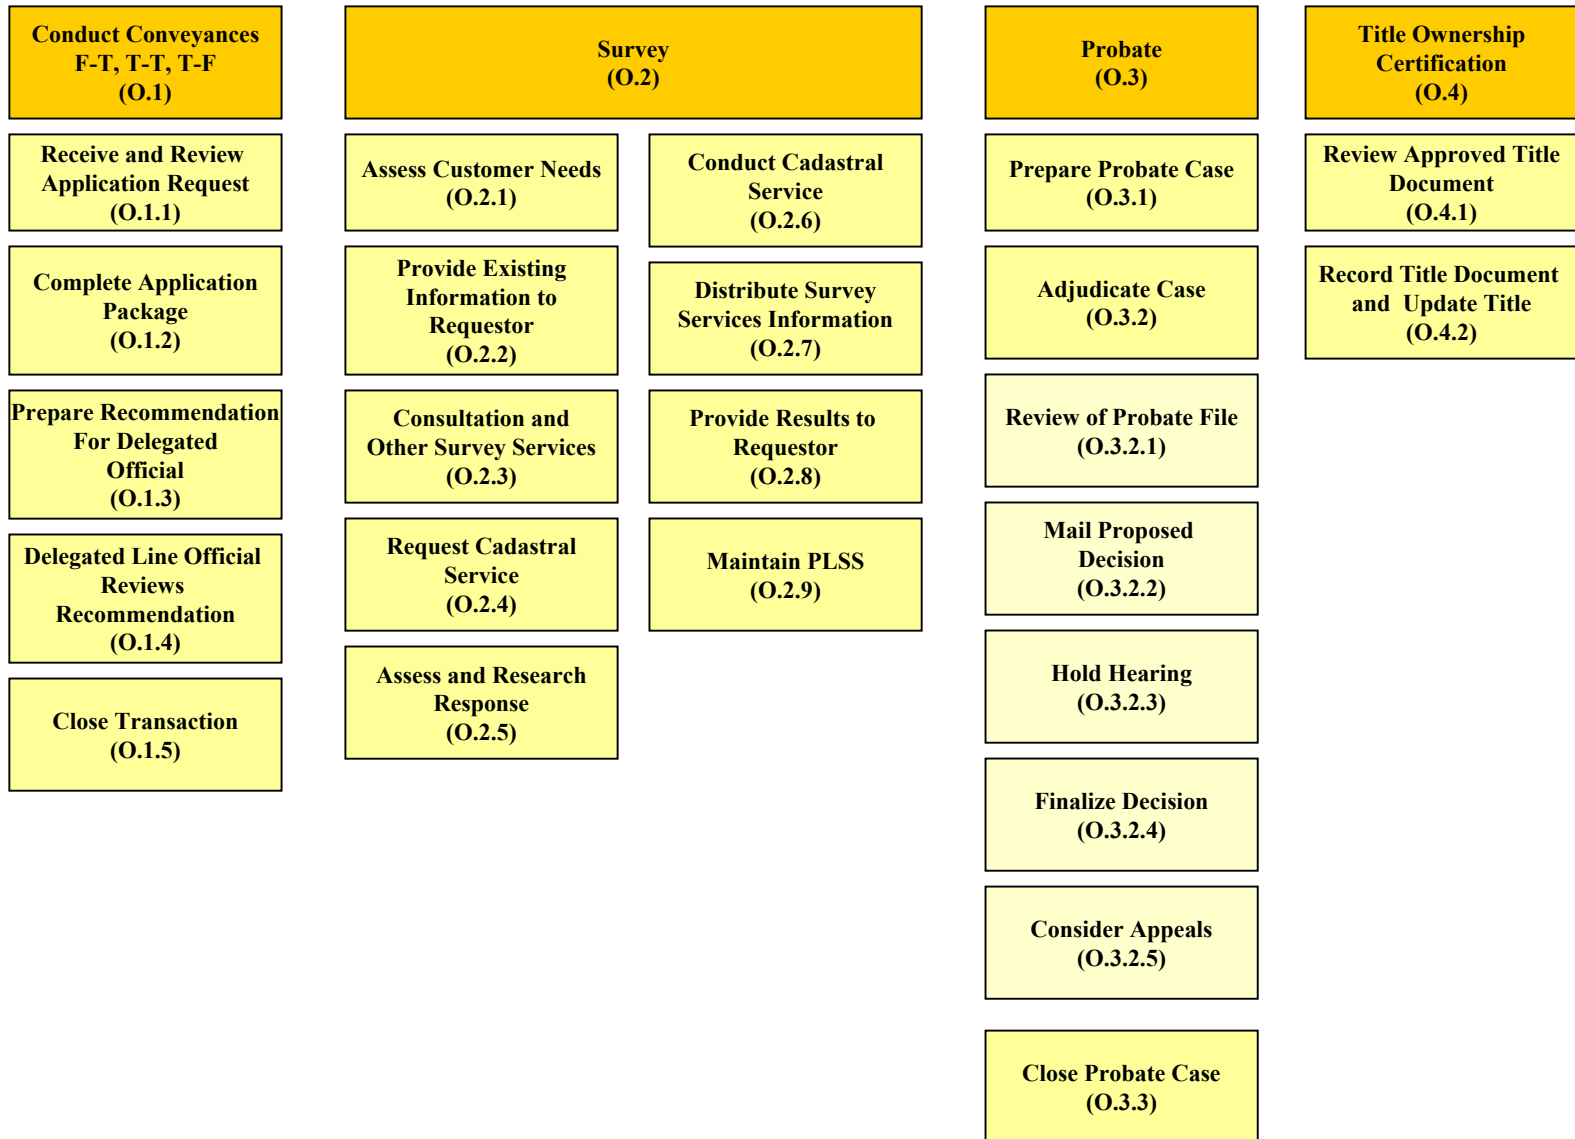 Conduct Conveyances
F-T, T-T, T-F
(O.1)
Receive and Review
Application Request
(O.1.1)
Complete Application
Package
(O.1.2)
Prepare Recommendation
For Delegated
Official
(O.1.3)
Delegated Line Official
Reviews
Recommendation
(O.1.4)
Close Transaction
(O.1.5)
Survey
(O.2)
Assess Customer Needs
(O.2.1)
Provide Existing
Information to
Requestor
(O.2.2)
Consultation and
Other Survey Services
(O.2.3)
Request Cadastral
Service
(O.2.4)
Assess and Research
Response
(O.2.5)
Conduct Cadastral
Service
(O.2.6)
Distribute Survey
Services Information
(O.2.7)
Provide Results to
Requestor
(O.2.8)
Maintain PLSS
(O.2.9)
Probate
(O.3)
Prepare Probate Case
(O.3.1)
Adjudicate Case
(O.3.2)
Review of Probate File
(O.3.2.1)
Mail Proposed
Decision
(O.3.2.2)
Hold Hearing
(O.3.2.3)
Finalize Decision
(O.3.2.4)
Consider Appeals
(O.3.2.5)
Close Probate Case
(O.3.3)
Title Ownership
Certification
(O.4)
Review Approved Title
Document
(O.4.1)
Record Title Document
and Update Title
(O.4.2)